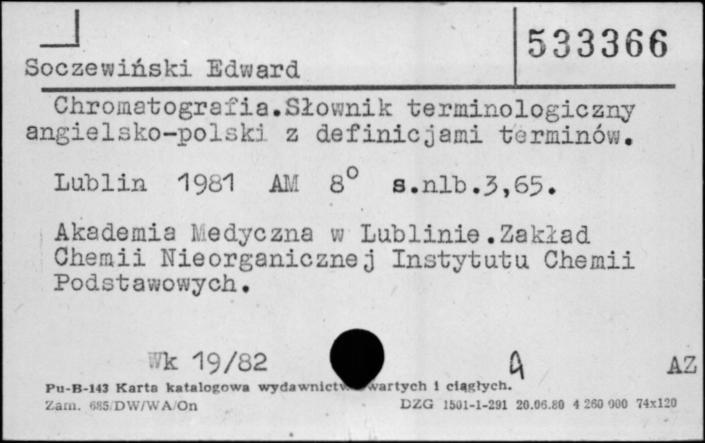 533366
Soczewiński Edward
Chromatografia.Słownik terminologiczny
angielsko-polski z definicjami terminów.
Lublin 1981 AM 8° s.nlb.3,65.
Akademia Medyczna w Lublinie.Zakład
Chemii Nieorganicznej Instytutu Chemii
Podstawowych.
Wk 19/82 AZ
Pu-B-143 Karta katalogowa wydawnictw zwartych i ciągłych.
Zam. 685/DW/WA/On DZG 1501-1-291 20.06.80 4 260 000 74x120